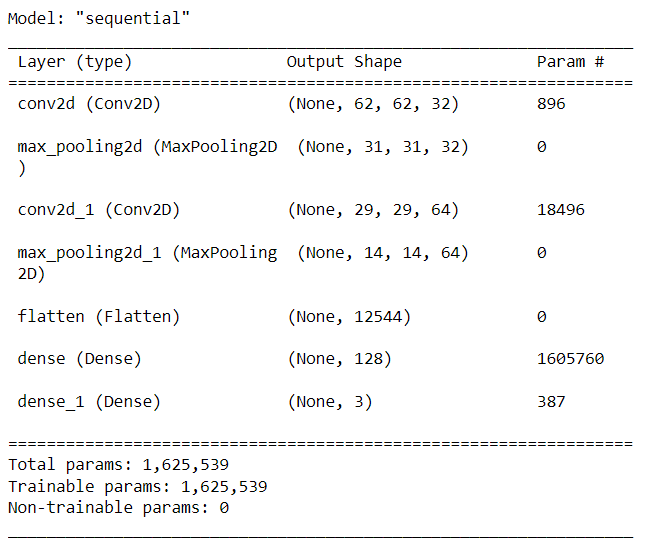 Model: "sequential"
_________________________________________________________________
Layer (type) Output Shape Param #
=================================================================
conv2d (Conv2D) (None, 62, 62, 32) 896
max_pooling2d (MaxPooling2D (None, 31, 31, 32) 0
)
conv2d_1 (Conv2D) (None, 29, 29, 64) 18496
max_pooling2d_1 (MaxPooling (None, 14, 14, 64) 0
2D)
flatten (Flatten) (None, 12544) 0
dense (Dense) (None, 128) 1605760
dense_1 (Dense) (None, 3) 387
=================================================================
Total params: 1,625,539
Trainable params: 1,625,539
Non-trainable params: 0
_________________________________________________________________